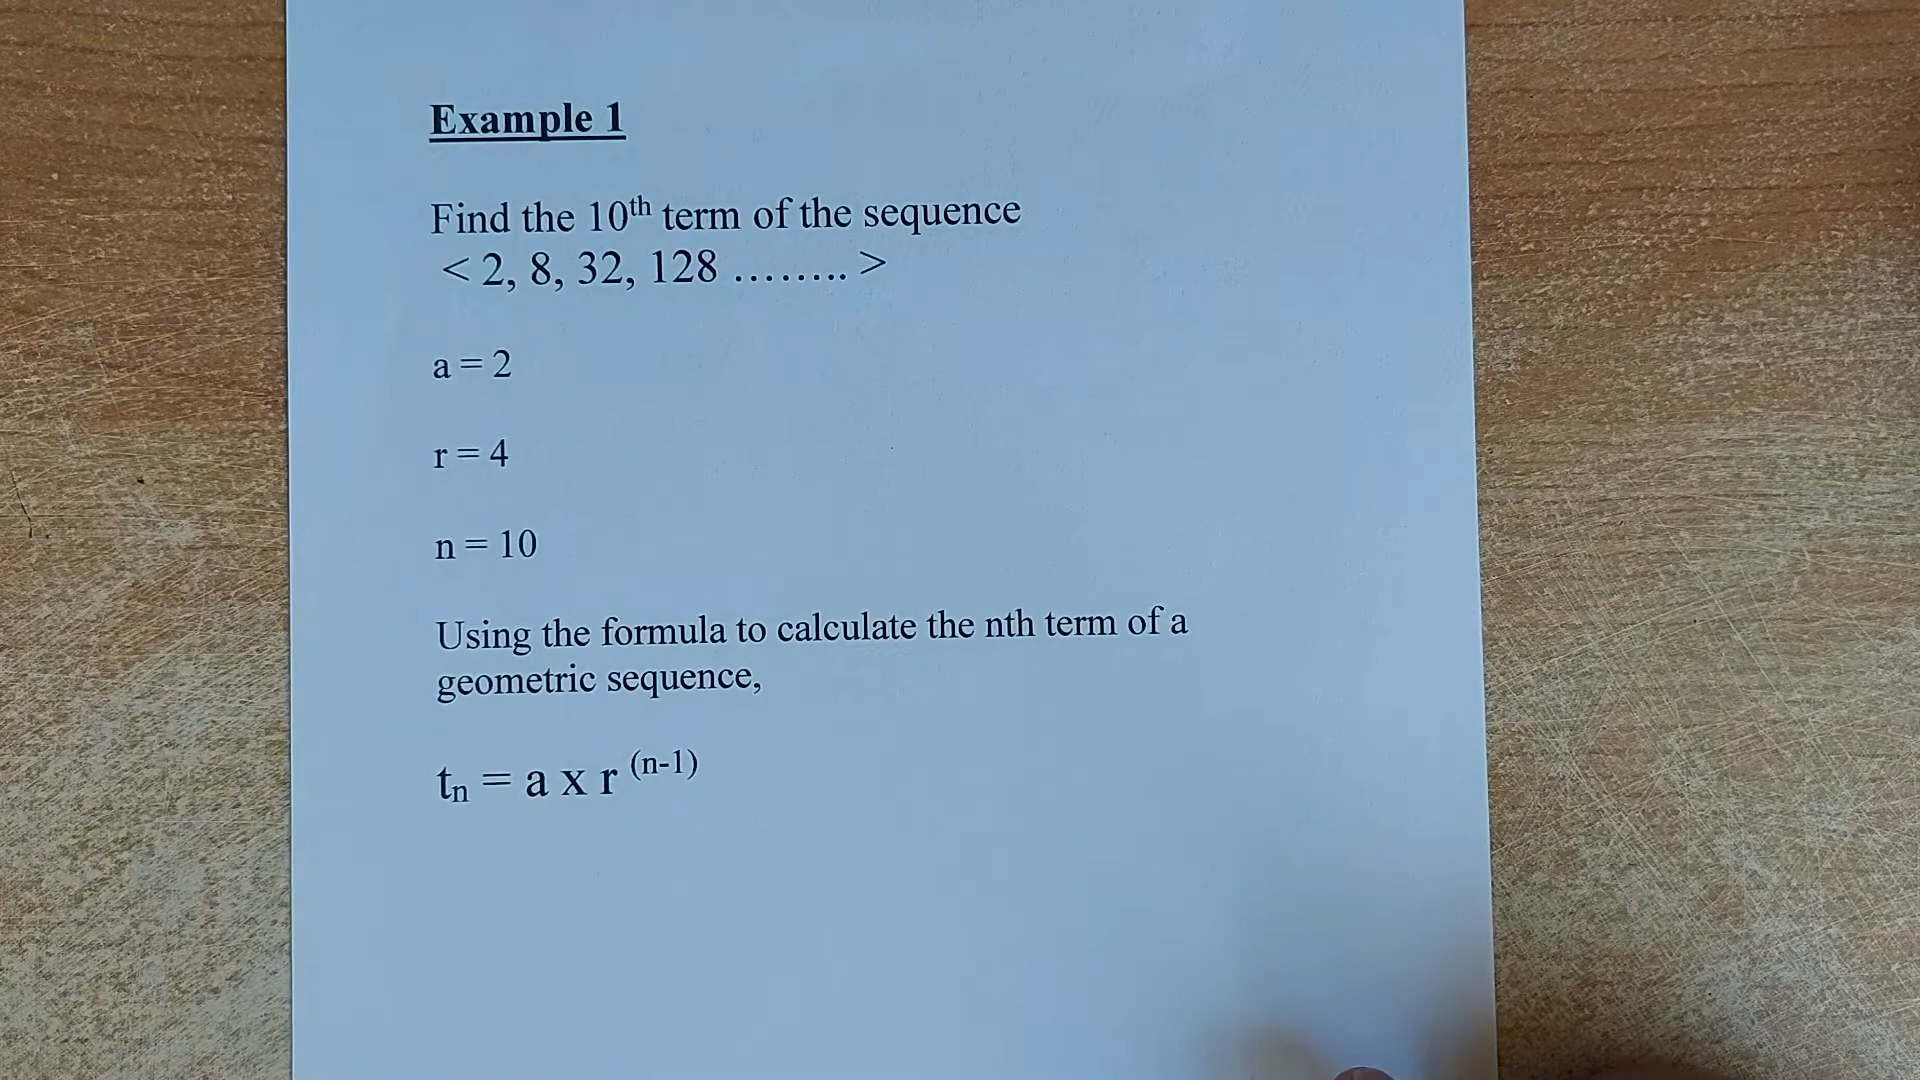 Example 1
Find the 10th term of the sequence
< 2, 8, 32, 128 ........ >
a = 2
r = 4
n = 10
Using the formula to calculate the nth term of a
geometric sequence,
tn = a x r (n-1)